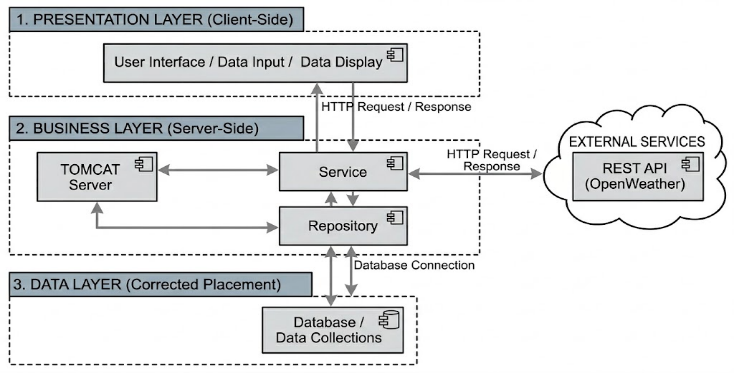 1. PRESENTATION LAYER (Client-Side)
User Interface / Data Input / Data Display
HTTP Request / Response
2. BUSINESS LAYER (Server-Side)
TOMCAT
Server
Service
HTTP Request /
Response
EXTERNAL SERVICES
REST API
(OpenWeather)
Repository
Database Connection
3. DATA LAYER (Corrected Placement)
Database /
Data Collections